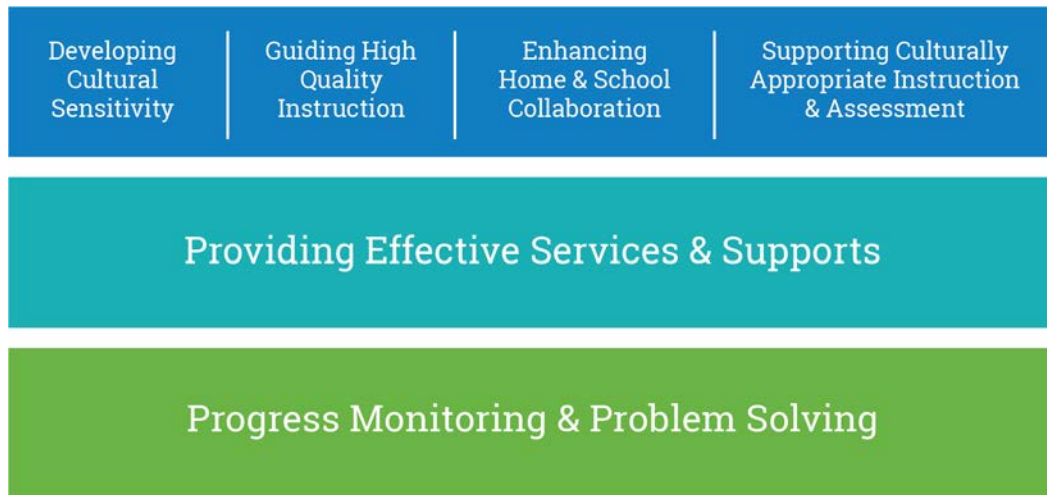 Developing
Cultural
Sensitivity
Guiding High
Quality
Instruction
Enhancing
Home & School
Collaboration
Supporting Culturally
Appropriate Instruction
& Assessment
Providing Effective Services & Supports
Progress Monitoring & Problem Solving